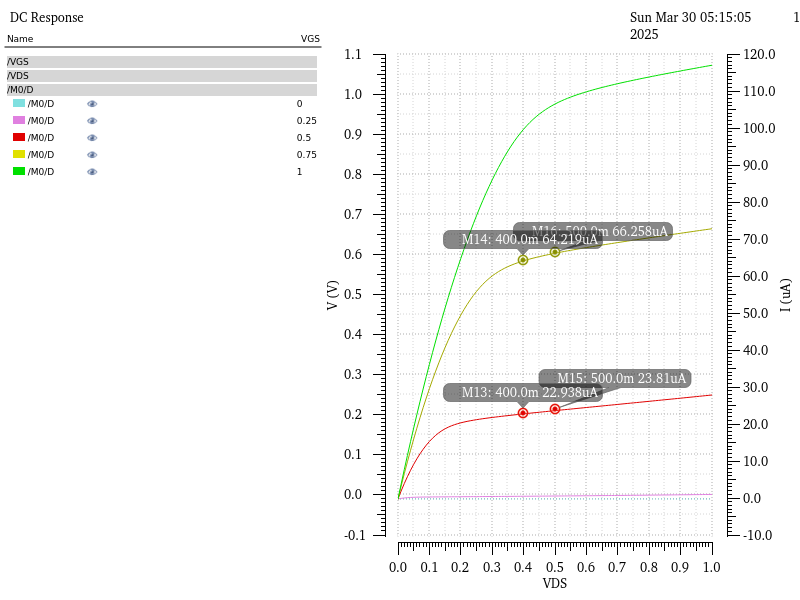 DC Response
Sun Mar 30 05:15:05 2025
1
Name VGS
/VGS
/VDS
/M0/D
/M0/D 0
/M0/D 0.25
/M0/D 0.5
/M0/D 0.75
/M0/D 1
V (V)
1.1
1.0
0.9
0.8
0.7
0.6
0.5
0.4
0.3
0.2
0.1
0.0
-0.1
M16: 500.0m 66.258uA
M14: 400.0m 64.219uA
M15: 500.0m 23.81uA
M13: 400.0m 22.938uA
120.0
110.0
100.0
90.0
80.0
70.0
60.0
50.0
40.0
30.0
20.0
10.0
0.0
-10.0
I (uA)
0.0 0.1 0.2 0.3 0.4 0.5 0.6 0.7 0.8 0.9 1.0
VDS